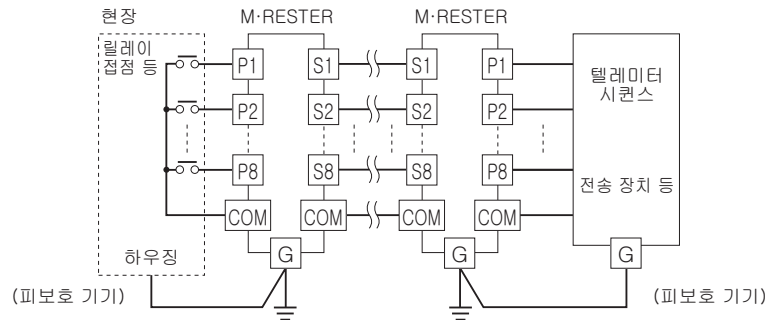 현장
M·RESTER
M·RESTER
릴레이
접점 등
P1
S1
S1
P1
텔레미터
시퀀스
P2
S2
S2
P2
P8
S8
S8
P8
전송 장치 등
COM
COM
COM
COM
하우징
G
G
G
(피보호 기기)
(피보호 기기)